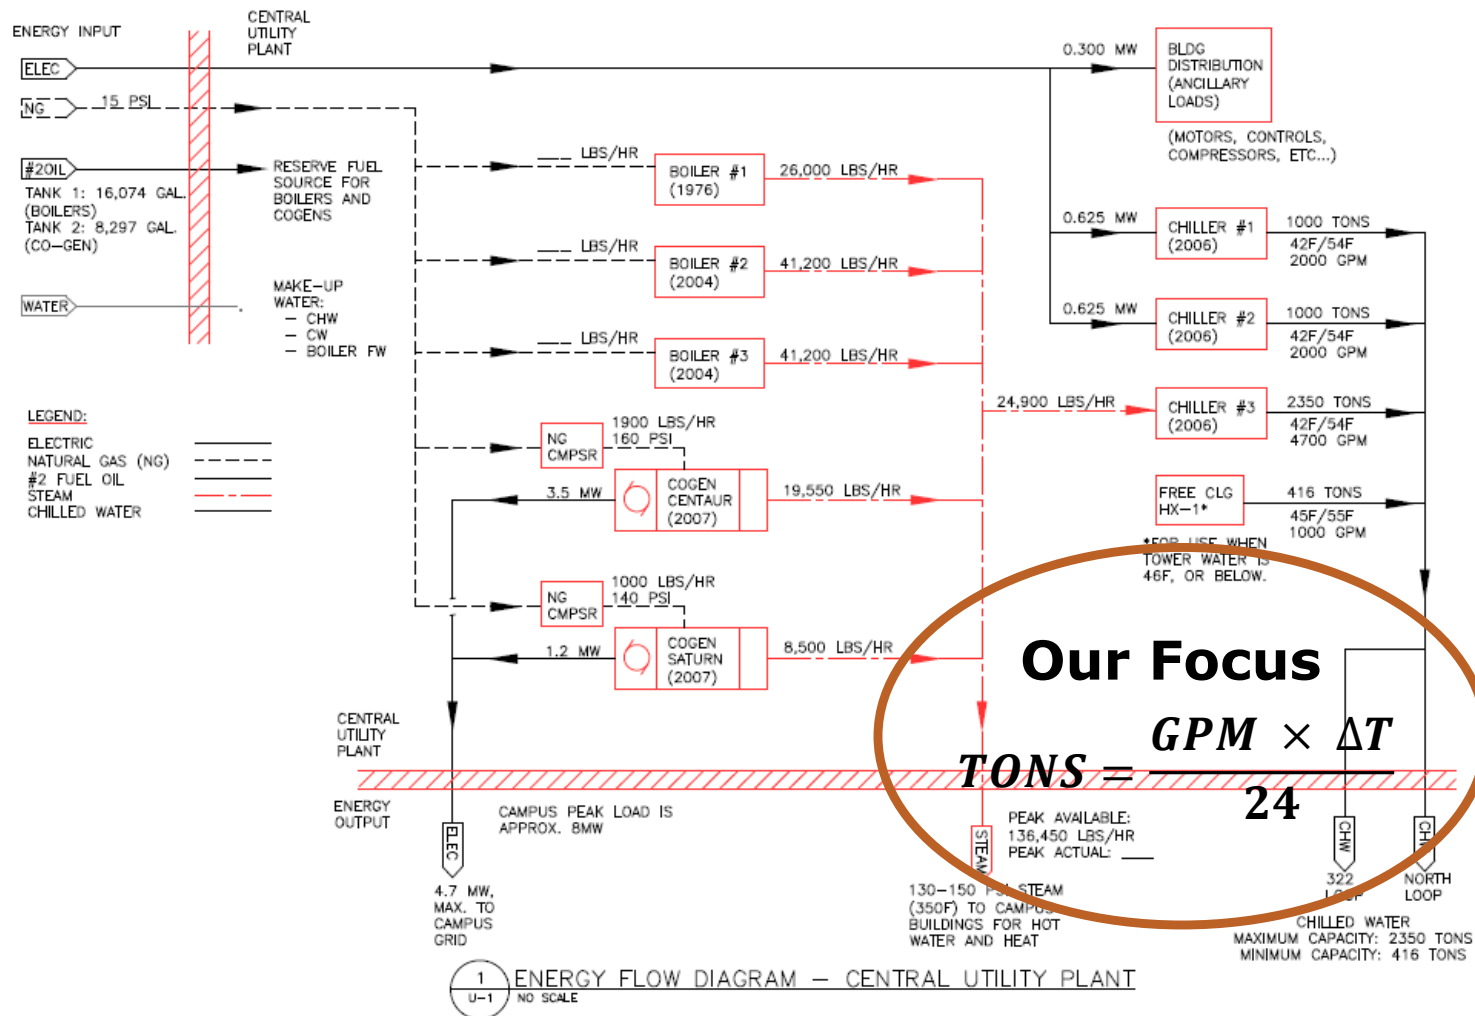 ENERGY INPUT
CENTRAL
UTILITY
PLANT
ELEC
NG
15 PSI
#2OIL
TANK 1: 16,074 GAL.
(BOILERS)
TANK 2: 8,297 GAL.
(CO-GEN)
RESERVE FUEL
SOURCE FOR
BOILERS AND
COGENS
WATER
MAKE-UP
WATER:
- CHW
- CW
- BOILER FW
LEGEND:
ELECTRIC
NATURAL GAS (NG)
#2 FUEL OIL
STEAM
CHILLED WATER
___ LBS/HR
BOILER #1
(1976)
26,000 LBS/HR
___ LBS/HR
BOILER #2
(2004)
41,200 LBS/HR
___ LBS/HR
BOILER #3
(2004)
41,200 LBS/HR
NG
CMPSR
1900 LBS/HR
160 PSI
3.5 MW
COGEN
CENTAUR
(2007)
19,550 LBS/HR
NG
CMPSR
1000 LBS/HR
140 PSI
1.2 MW
COGEN
SATURN
(2007)
8,500 LBS/HR
0.300 MW
BLDG
DISTRIBUTION
(ANCILLARY
LOADS)
(MOTORS, CONTROLS,
COMPRESSORS, ETC...)
0.625 MW
CHILLER #1
(2006)
1000 TONS
42F/54F
2000 GPM
0.625 MW
CHILLER #2
(2006)
1000 TONS
42F/54F
2000 GPM
24,900 LBS/HR
CHILLER #3
(2006)
2350 TONS
42F/54F
4700 GPM
FREE CLG
HX-1*
416 TONS
45F/55F
1000 GPM
*FOR USE WHEN
TOWER WATER IS
46F, OR BELOW.
Our Focus
TONS = GPM × ΔT / 24
CENTRAL
UTILITY
PLANT
ENERGY
OUTPUT
CAMPUS PEAK LOAD IS
APPROX. 8MW
ELEC
4.7 MW,
MAX. TO
CAMPUS
GRID
STEAM
PEAK AVAILABLE:
136,450 LBS/HR
PEAK ACTUAL: ___
130-150 PSI STEAM
(350F) TO CAMPUS
BUILDINGS FOR HOT
WATER AND HEAT
CHW
322
LOOP
CHW
NORTH
LOOP
CHILLED WATER
MAXIMUM CAPACITY: 2350 TONS
MINIMUM CAPACITY: 416 TONS
1
U-1
ENERGY FLOW DIAGRAM - CENTRAL UTILITY PLANT
NO SCALE